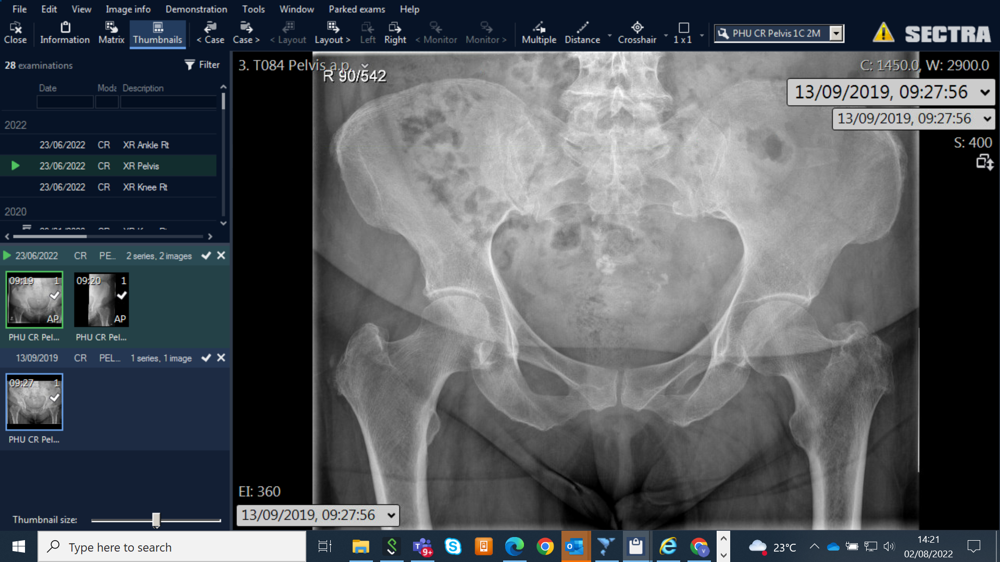 File Edit View Image info Demonstration Tools Window Parked exams Help
Close Information Matrix Thumbnails < Case Case > < Layout Layout > Left Right < Monitor Monitor > Multiple Distance Crosshair 1 x 1 PHU CR Pelvis 1C 2M SECTRA
28 examinations Filter
Date Moda Description
2022
23/06/2022 CR XR Ankle Rt
23/06/2022 CR XR Pelvis
23/06/2022 CR XR Knee Rt
2020
23/06/2022 CR PE... 2 series, 2 images
09:19 1
AP
PHU CR Pel...
09:20 1
AP
PHU CR Pel...
13/09/2019 CR PEL... 1 series, 1 image
09:27 1
PHU CR Pel...
Thumbnail size:
3. T084 Pelvis a.p.
R 90/542
C: 1450.0, W: 2900.0
13/09/2019, 09:27:56
13/09/2019, 09:27:56
S: 400
EI: 360
13/09/2019, 09:27:56
Type here to search
T 9+
23°C
14:21
02/08/2022